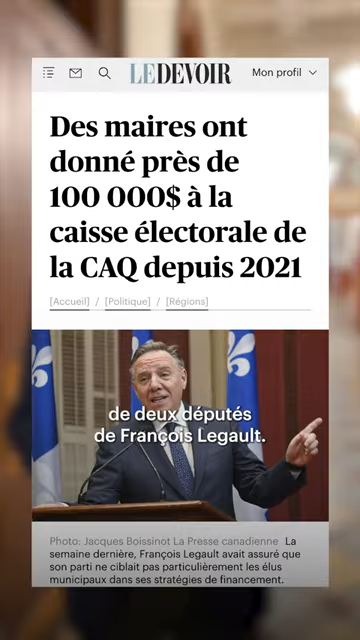 LE DEVOIR
Mon profil
Des maires ont
donné près de
100 000$ à la
caisse électorale de
la CAQ depuis 2021
[Accueil] / [Politique] / [Régions]
de deux députés
de François Legault.
Photo: Jacques Boissinot La Presse canadienne La
semaine dernière, François Legault avait assuré que
son parti ne ciblait pas particulièrement les élus
municipaux dans ses stratégies de financement.